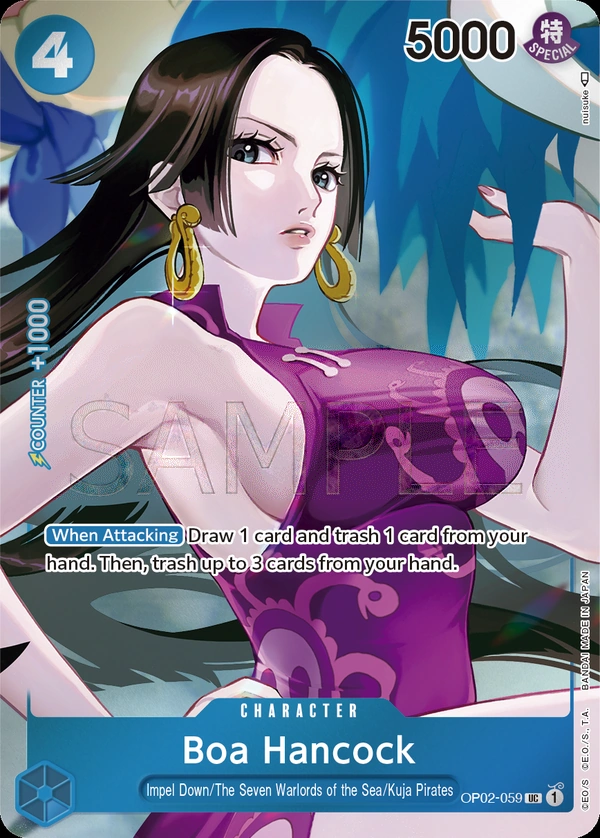 4
5000
特
SPECIAL
nuisuke
COUNTER +1000
SAMPLE
When Attacking Draw 1 card and trash 1 card from your
hand. Then, trash up to 3 cards from your hand.
CHARACTER
Boa Hancock
Impel Down/The Seven Warlords of the Sea/Kuja Pirates
OP02-059 UC 1
©E.O/S ©E.O./S., T.A. BANDAI MADE IN JAPAN